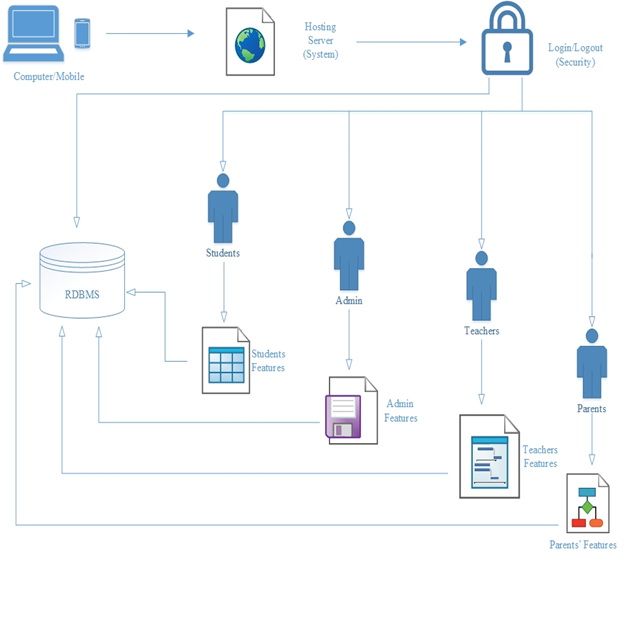 Computer/Mobile
Hosting
Server
(System)
Login/Logout
(Security)
Students
Admin
Teachers
Parents
RDBMS
Students
Features
Admin
Features
Teachers
Features
Parents' Features